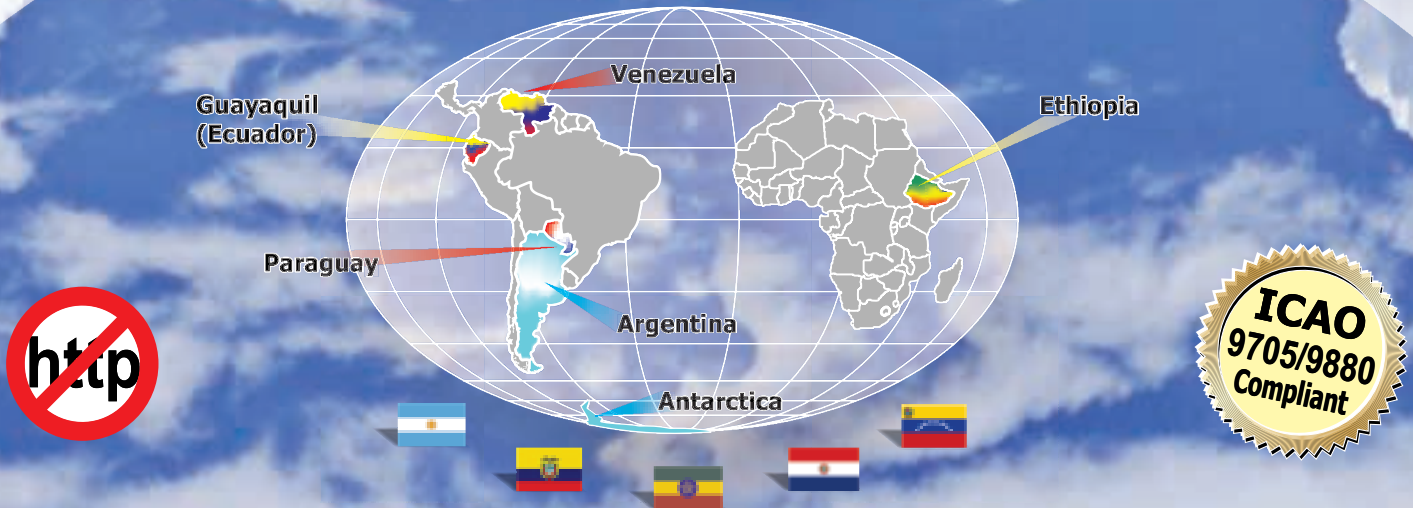 Venezuela
Guayaquil
(Ecuador)
Ethiopia
Paraguay
Argentina
Antarctica
http
ICAO
9705/9880
Compliant